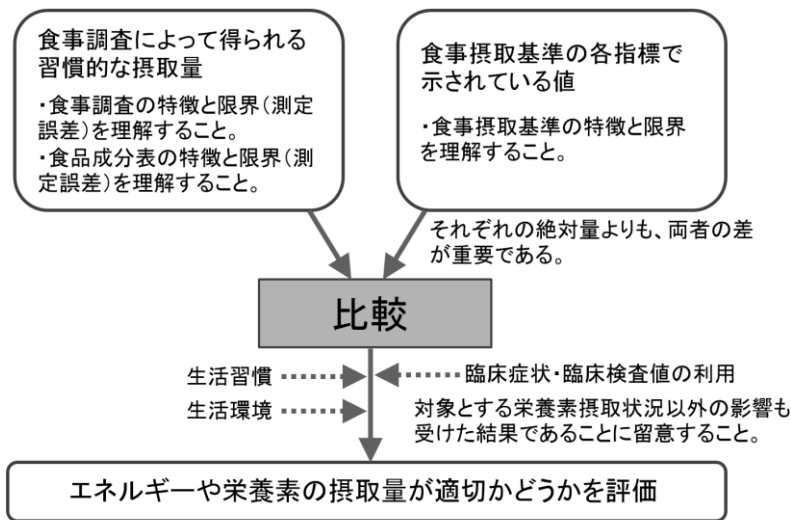 食事調査によって得られる
習慣的な摂取量
・食事調査の特徴と限界（測定
誤差）を理解すること。
・食品成分表の特徴と限界（測
定誤差）を理解すること。
食事摂取基準の各指標で
示されている値
・食事摂取基準の特徴と限界
を理解すること。
それぞれの絶対量よりも、両者の差
が重要である。
比較
生活習慣
臨床症状・臨床検査値の利用
生活環境
対象とする栄養素摂取状況以外の影響も
受けた結果であることに留意すること。
エネルギーや栄養素の摂取量が適切かどうかを評価